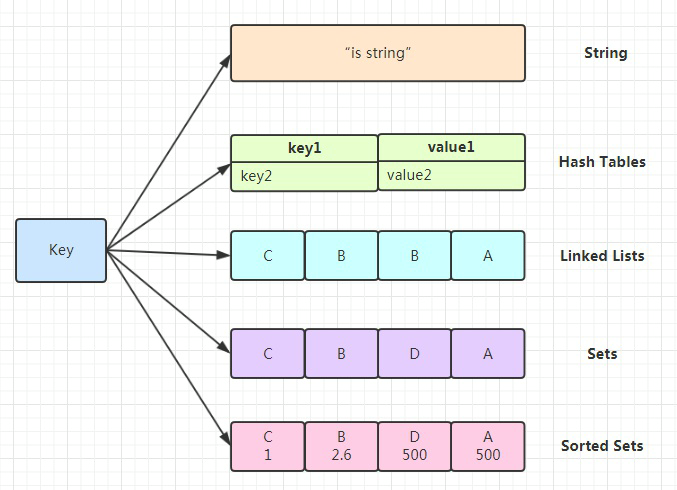 “is string”
String
key1 value1
key2 value2
Hash Tables
Key
C B B A
Linked Lists
C B D A
Sets
C B D A
1 2.6 500 500
Sorted Sets